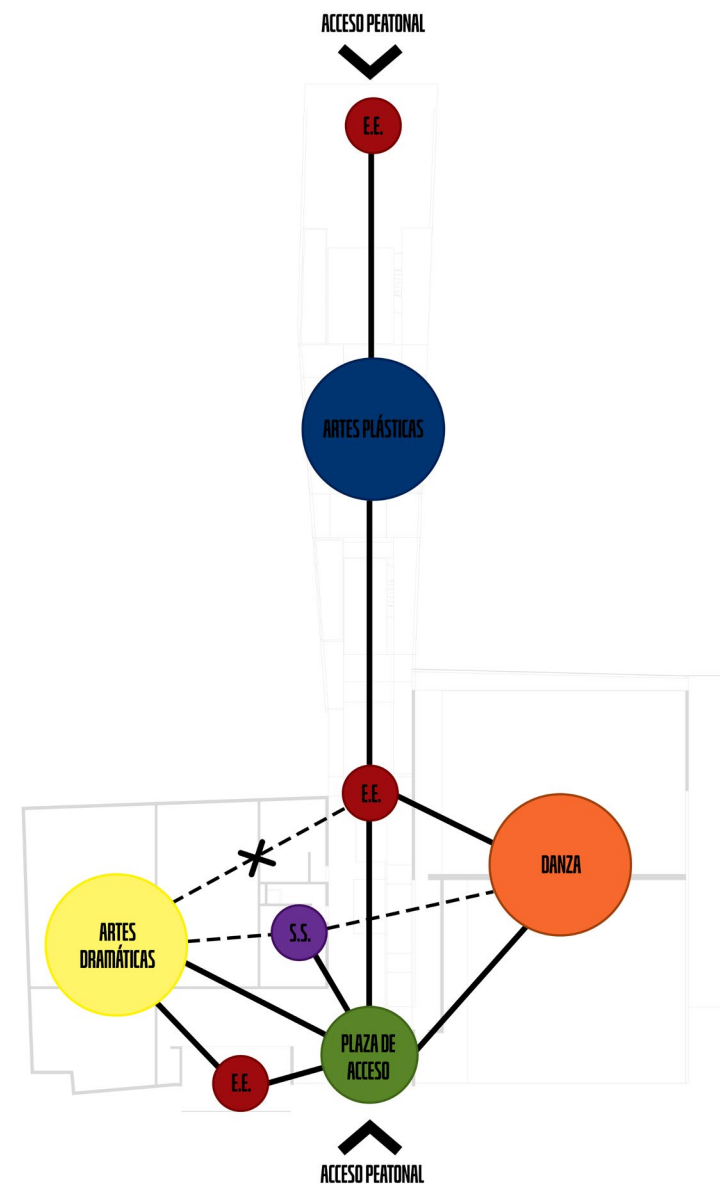 ACCESO PEATONAL
E.E.
ARTES PLÁSTICAS
E.E.
DANZA
ARTES
DRAMÁTICAS
S.S.
PLAZA DE
ACCESO
E.E.
ACCESO PEATONAL